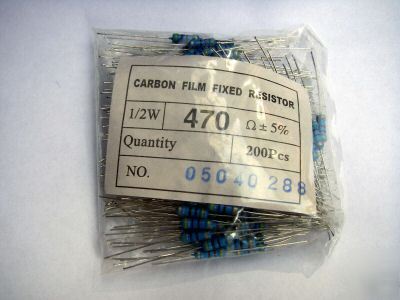 CARBON FILM FIXED RESISTOR
1/2W 470 Ω ± 5%
Quantity 200Pcs
NO. 05040288